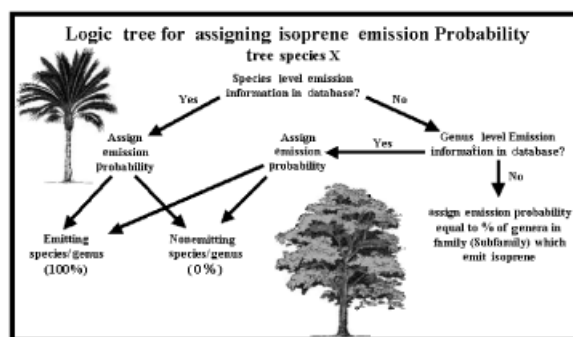 Logic tree for assigning isoprene emission Probability
tree species X
Species level emission
information in database?
Yes
No
Assign
emission
probability
Assign
emission
probability
Yes
Genus level Emission
information in database?
No
Emitting
species/genus
(100%)
Nonemitting
species/genus
(0%)
assign emission probability
equal to % of genera in
family (Subfamily) which
emit isoprene